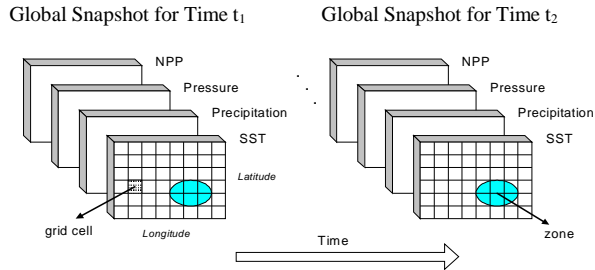 Global Snapshot for Time t₁
Global Snapshot for Time t₂
NPP
Pressure
Precipitation
SST
Latitude
Longitude
grid cell
NPP
Pressure
Precipitation
SST
zone
Time